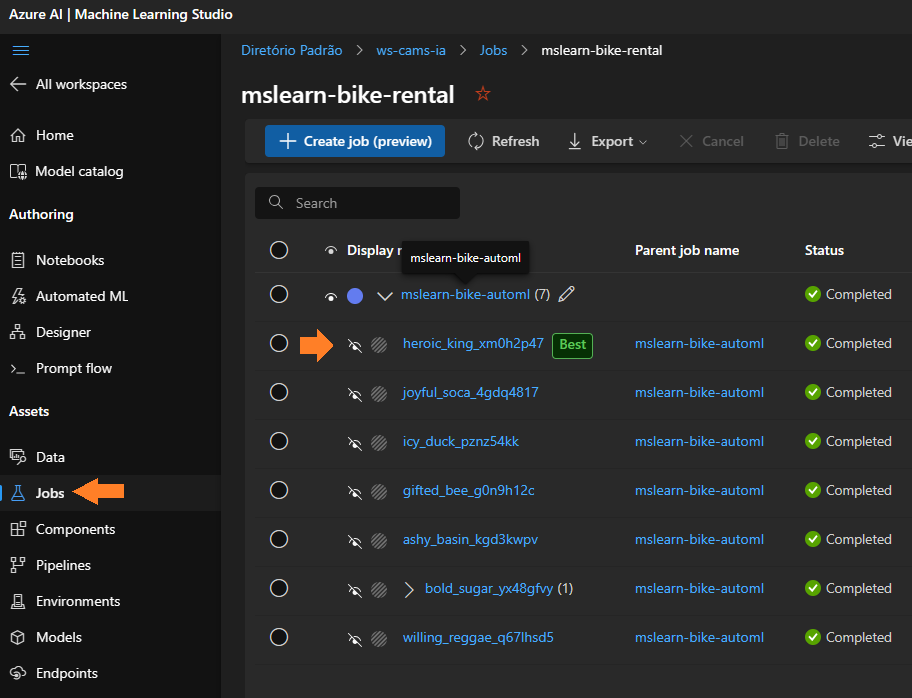 Azure AI | Machine Learning Studio
All workspaces
Home
Model catalog
Authoring
Notebooks
Automated ML
Designer
Prompt flow
Assets
Data
Jobs
Components
Pipelines
Environments
Models
Endpoints
Diretório Padrão > ws-cams-ia > Jobs > mslearn-bike-rental
mslearn-bike-rental
Create job (preview) Refresh Export Cancel Delete Vie
Search
Display Parent job name Status
mslearn-bike-automl
mslearn-bike-automl (7) Completed
heroic_king_xm0h2p47 Best mslearn-bike-automl Completed
joyful_soca_4gdq4817 mslearn-bike-automl Completed
icy_duck_pznz54kk mslearn-bike-automl Completed
gifted_bee_g0n9h12c mslearn-bike-automl Completed
ashy_basin_kgd3kwpv mslearn-bike-automl Completed
bold_sugar_yx48gfvy (1) mslearn-bike-automl Completed
willing_reggae_q67lhsd5 mslearn-bike-automl Completed